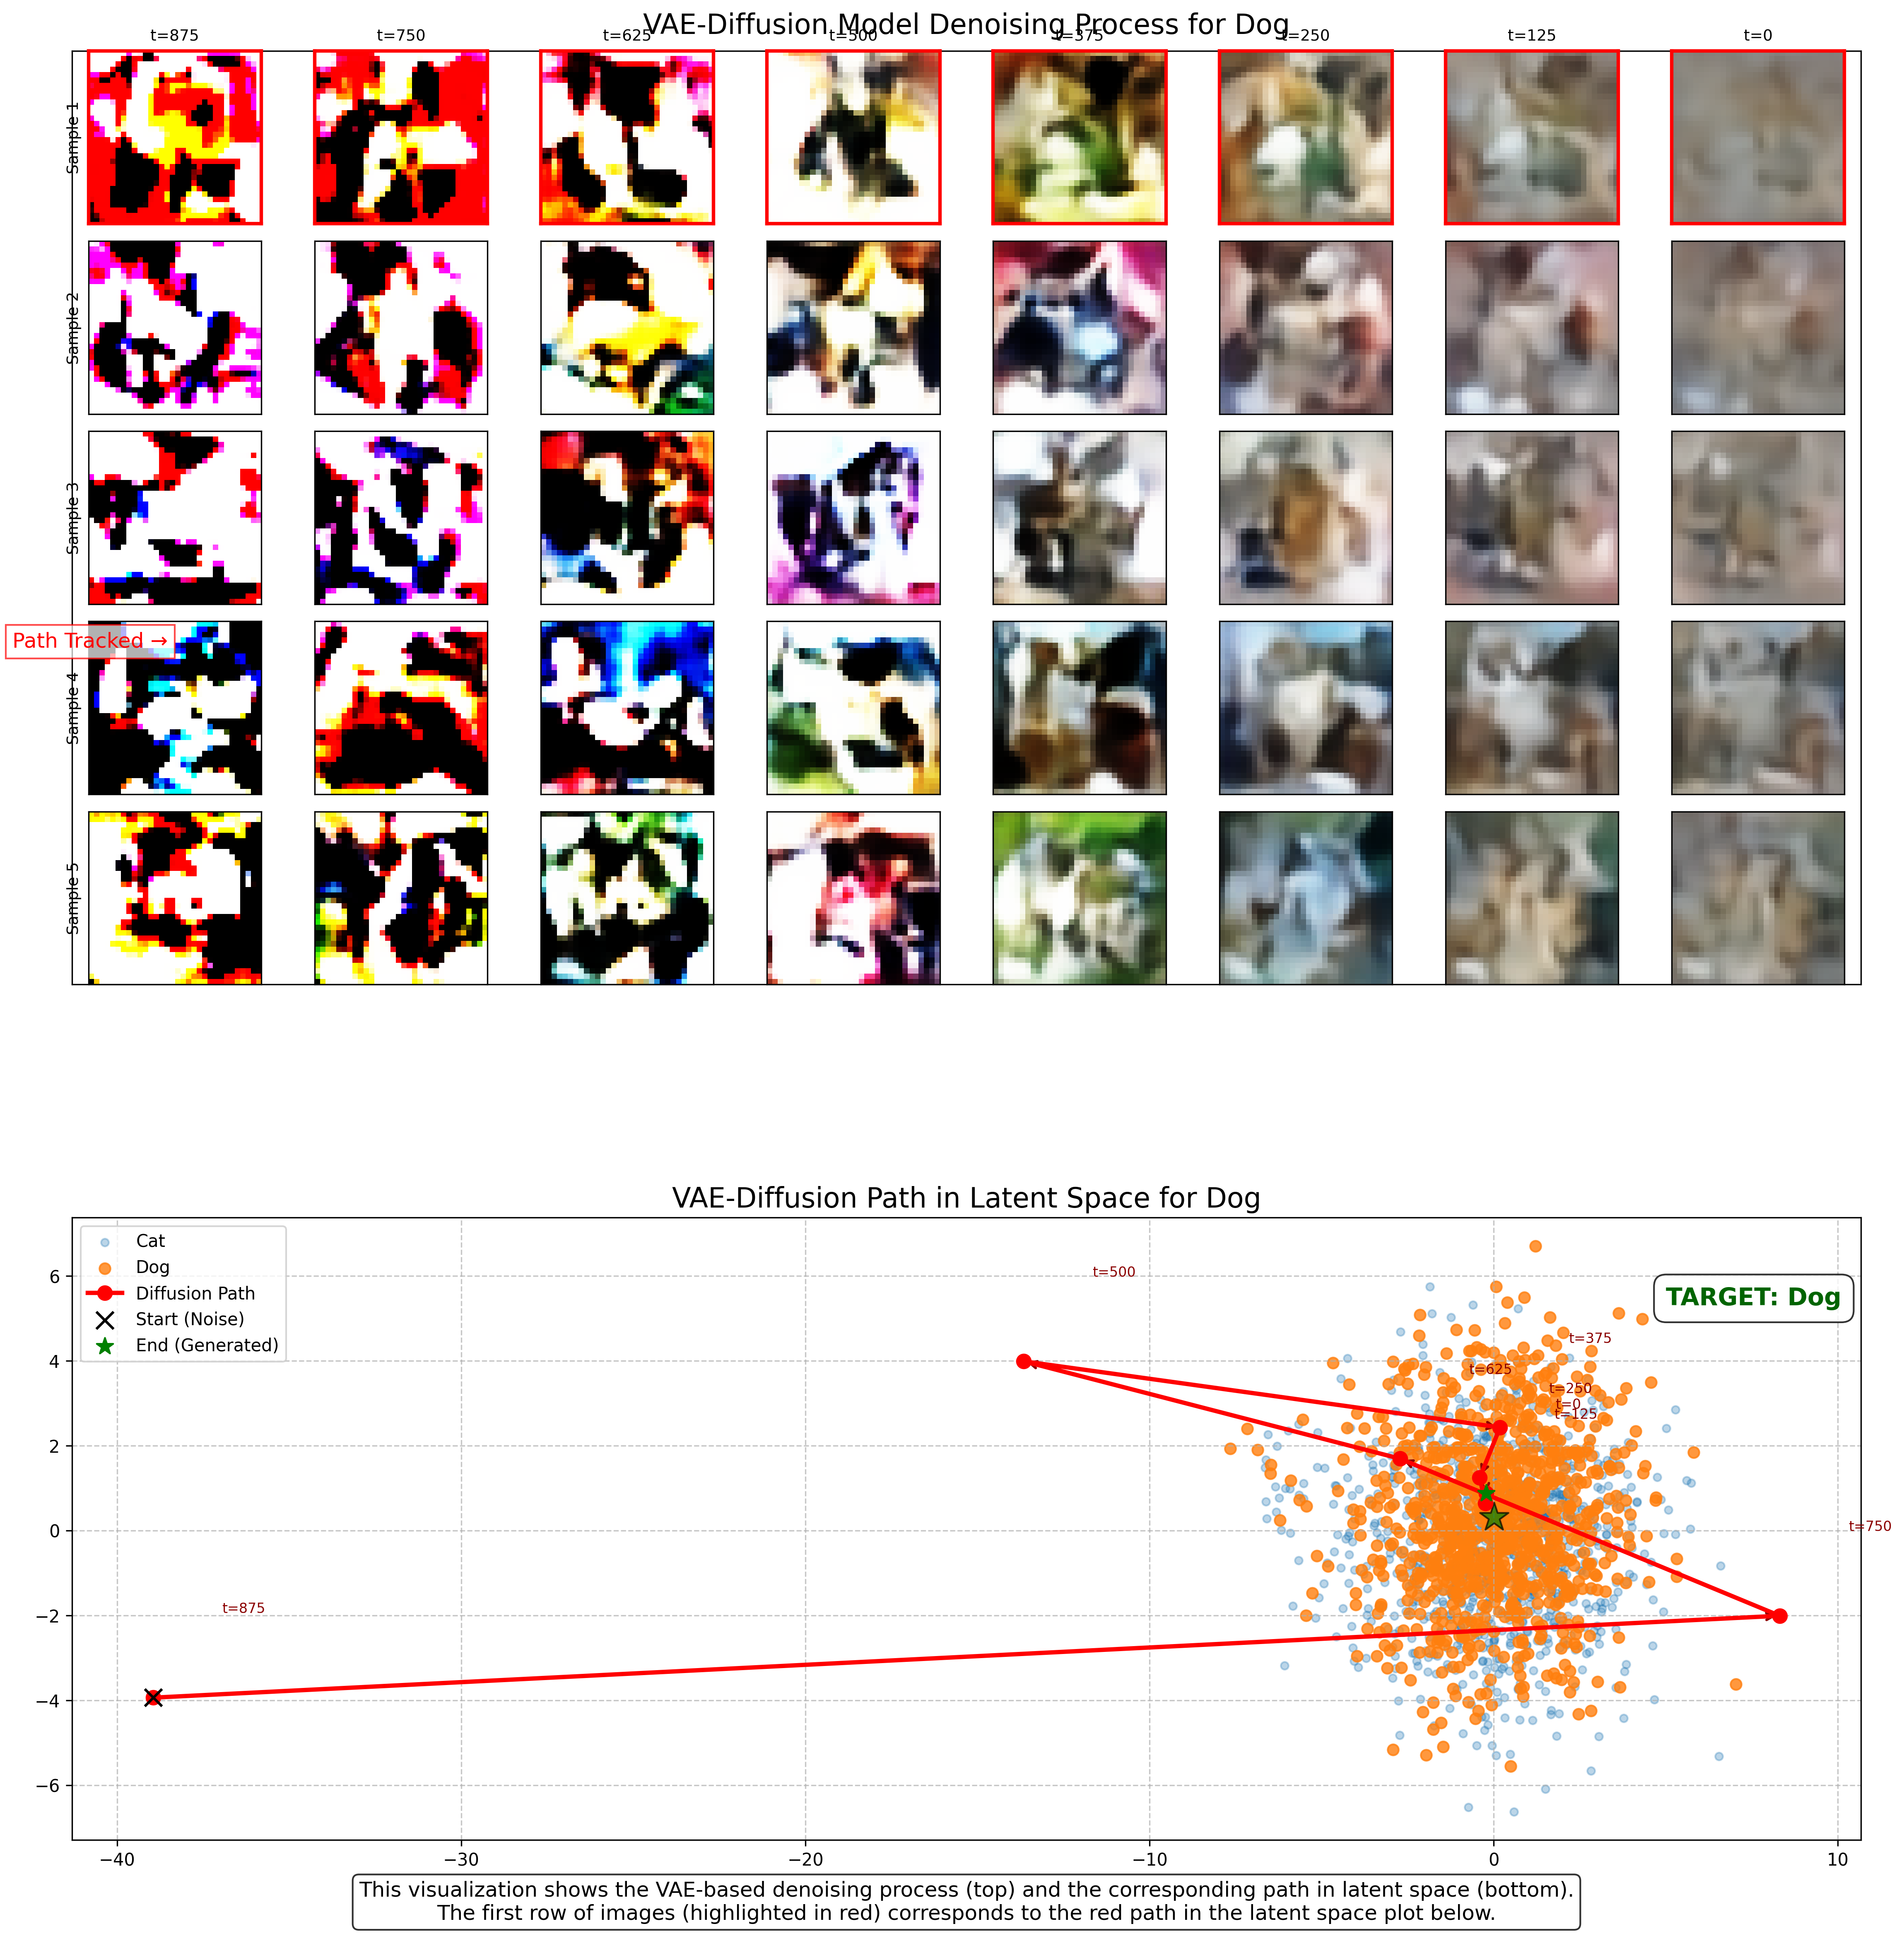 VAE-Diffusion Model Denoising Process for Dog
t=875 t=750 t=625 t=500 t=375 t=250 t=125 t=0
Sample 1
Sample 2
Sample 3
Path Tracked →
Sample 4
Sample 5
VAE-Diffusion Path in Latent Space for Dog
Cat
Dog
Diffusion Path
Start (Noise)
End (Generated)
TARGET: Dog
t=500
t=375
t=625
t=250
t=0
t=125
t=750
t=875
6
4
2
0
−2
−4
−6
−40 −30 −20 −10 0 10
This visualization shows the VAE-based denoising process (top) and the corresponding path in latent space (bottom).
The first row of images (highlighted in red) corresponds to the red path in the latent space plot below.